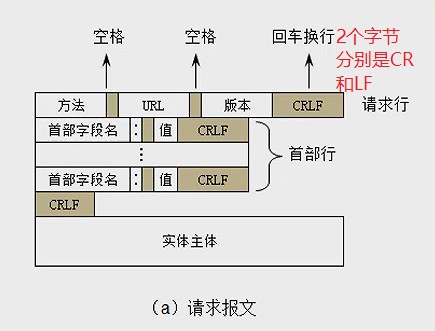 空格
空格
回车换行
2个字节
分别是CR
和LF
方法 URL 版本 CRLF 请求行
首部字段名 : 值 CRLF
⋮ 首部行
首部字段名 : 值 CRLF
CRLF
实体主体
(a) 请求报文